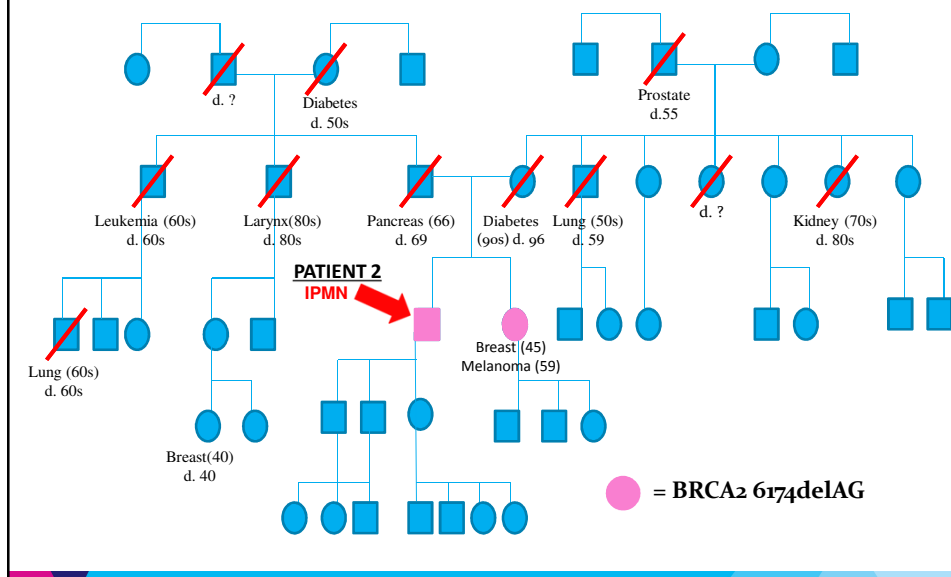 d. ?
Diabetes
d. 50s
Prostate
d.55
Leukemia (60s)
d. 60s
Larynx(80s)
d. 80s
Pancreas (66)
d. 69
Diabetes
(90s) d. 96
Lung (50s)
d. 59
d. ?
Kidney (70s)
d. 80s
PATIENT 2
IPMN
Breast (45)
Melanoma (59)
Lung (60s)
d. 60s
Breast(40)
d. 40
= BRCA2 6174delAG